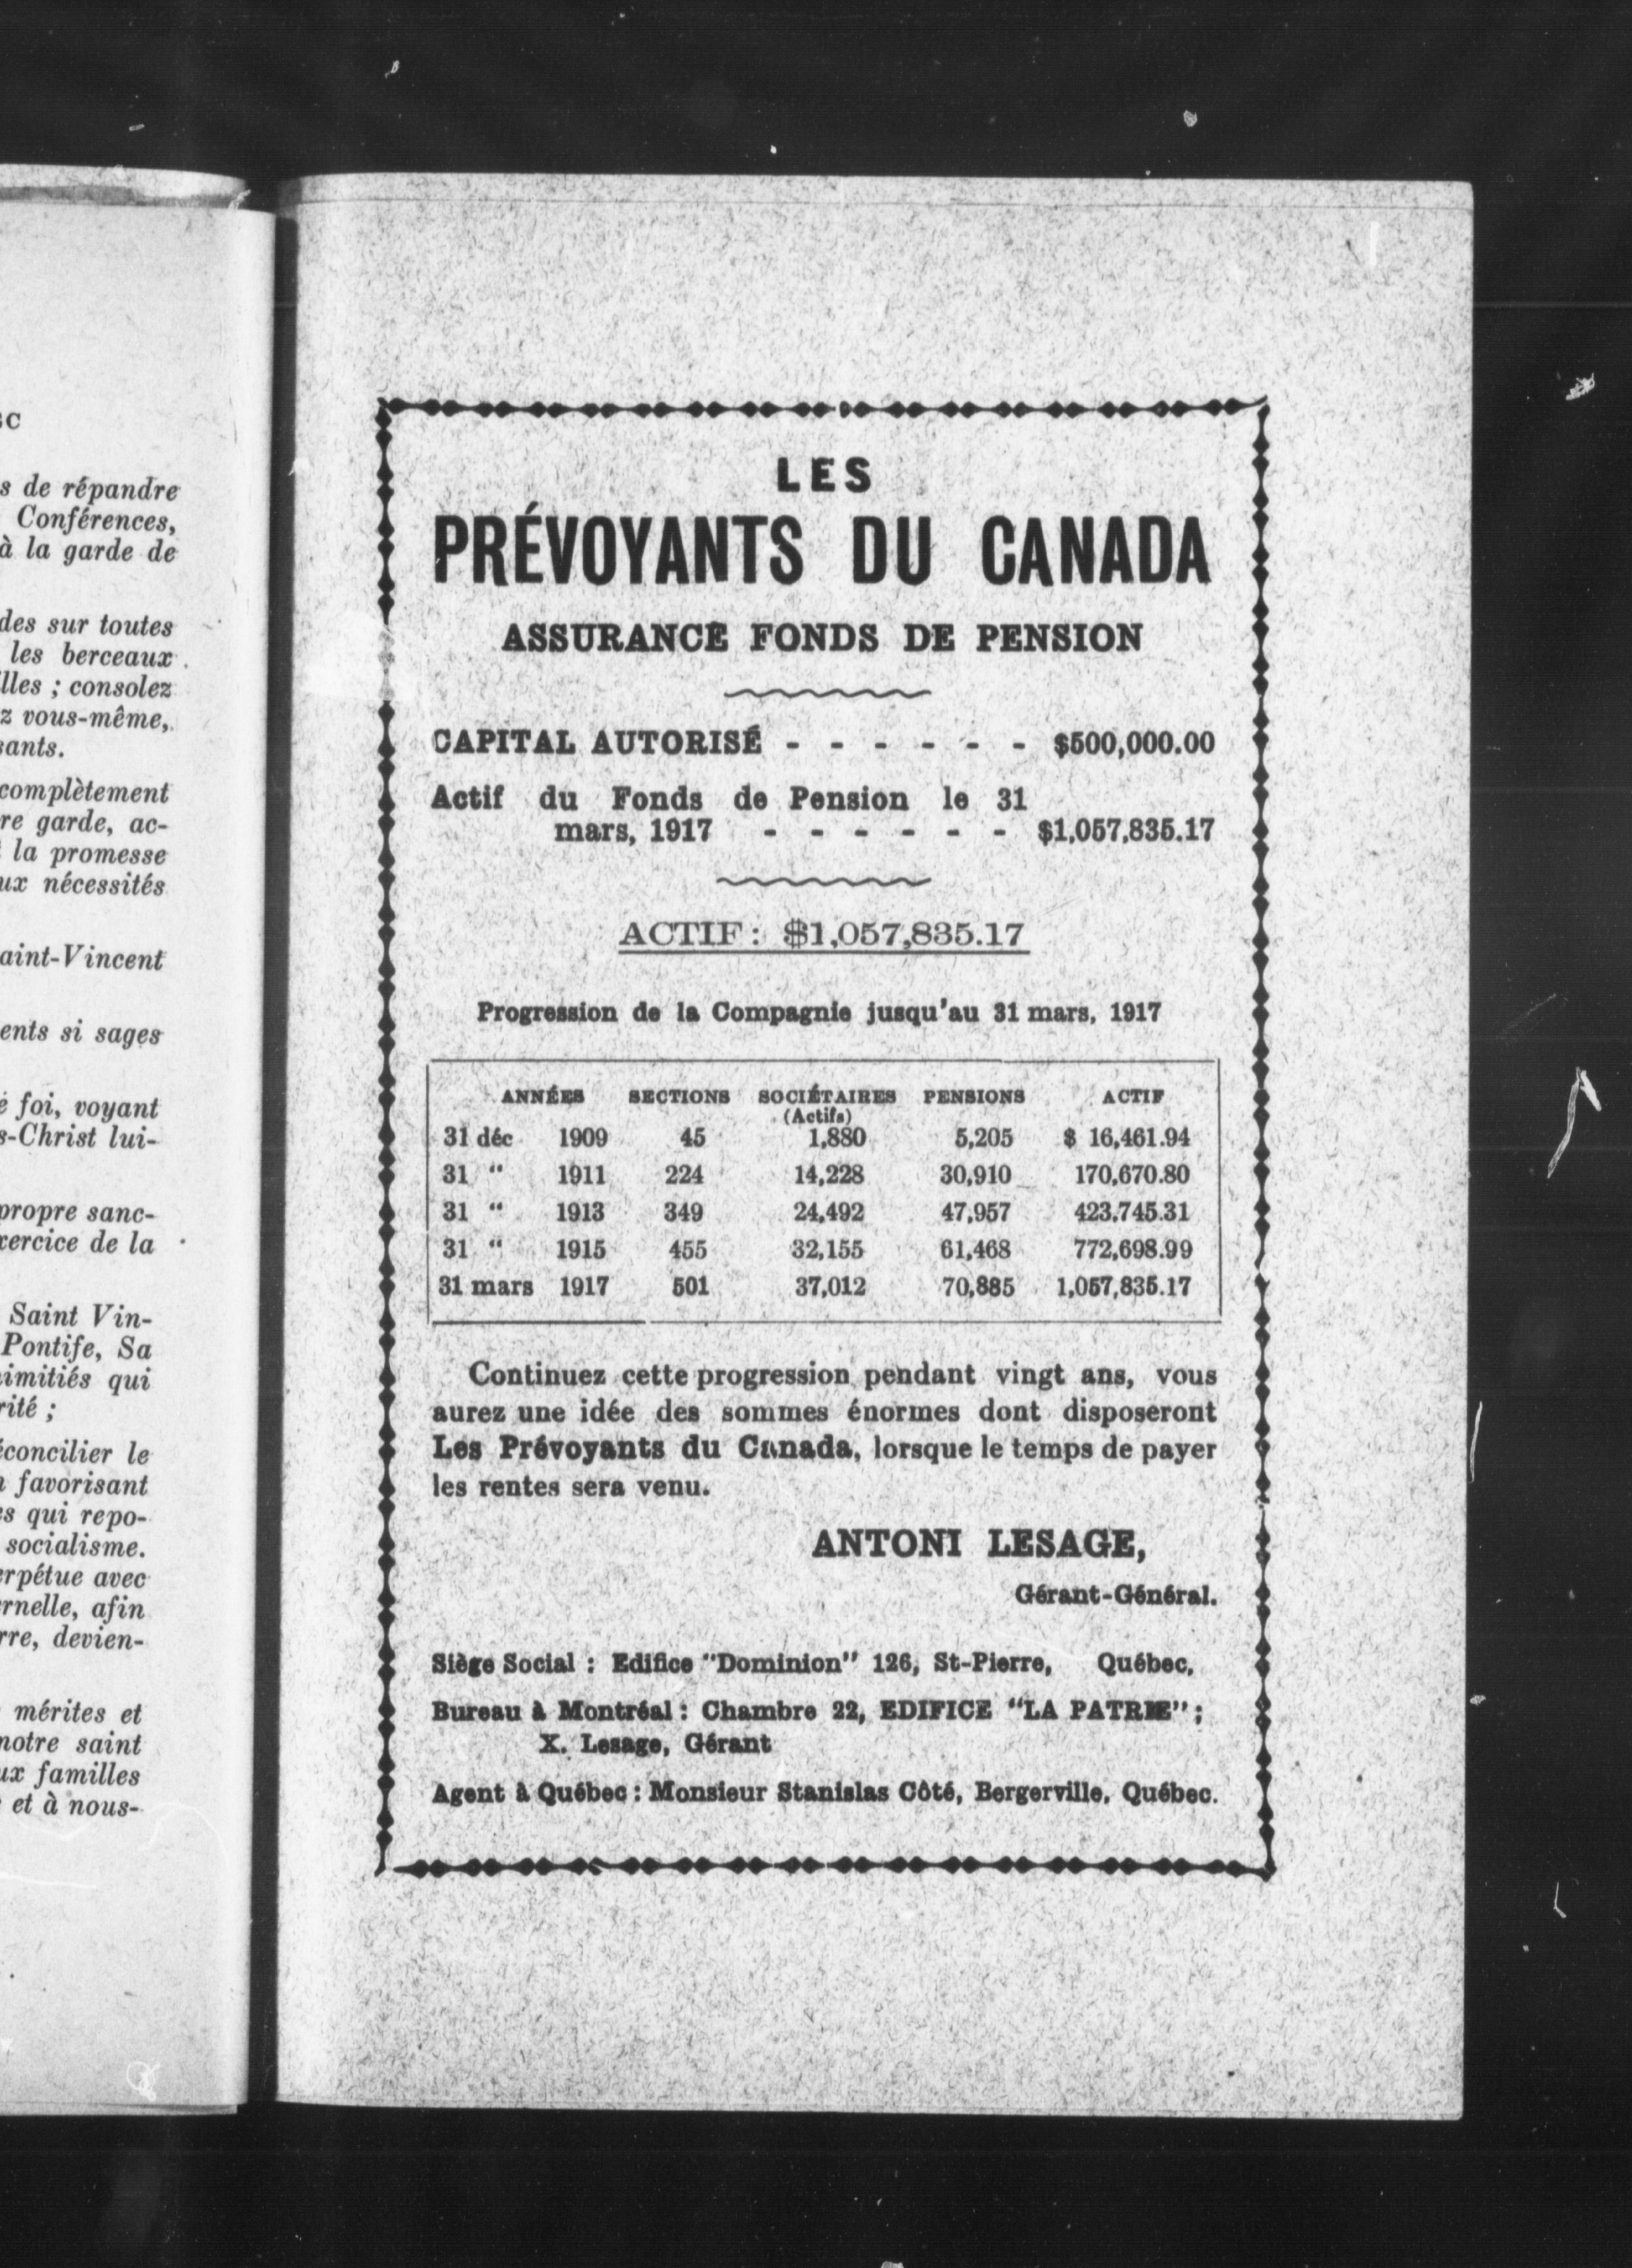 BC
s de répandre
Conférences,
à la garde de
des sur toutes
les berceaux
lles ; consolez
z vous-même,
sants.
complètement
re garde, ac-
la promesse
ux nécessités
aint-Vincent
ents si sages
é foi, voyant
s-Christ lui-
propre sanc-
xercice de la
Saint Vin-
Pontife, Sa
nimitiés qui
rité ;
éconcilier le
n favorisant
es qui repo-
socialisme.
erpétue avec
rnelle, afin
rre, devien-
mérites et
notre saint
ux familles
et à nous-
LES
PRÉVOYANTS DU CANADA
ASSURANCE FONDS DE PENSION
CAPITAL AUTORISÉ - - - - - - $500,000.00
Actif du Fonds de Pension le 31
mars, 1917 - - - - - - $1,057,835.17
ACTIF : $1,057,835.17
Progression de la Compagnie jusqu'au 31 mars, 1917
ANNÉES SECTIONS SOCIÉTAIRES PENSIONS ACTIF
(Actifs)
31 déc 1909 45 1,880 5,205 $ 16,461.94
31 “ 1911 224 14,228 30,910 170,670.80
31 “ 1913 349 24,492 47,957 423,745.31
31 “ 1915 455 32,155 61,468 772,698.99
31 mars 1917 501 37,012 70,885 1,057,835.17
Continuez cette progression pendant vingt ans, vous
aurez une idée des sommes énormes dont disposeront
Les Prévoyants du Canada, lorsque le temps de payer
les rentes sera venu.
ANTONI LESAGE,
Gérant-Général.
Siège Social : Edifice "Dominion" 126, St-Pierre, Québec,
Bureau à Montréal : Chambre 22, EDIFICE "LA PATRIE" ;
X. Lesage, Gérant
Agent à Québec : Monsieur Stanislas Côté, Bergerville, Québec.